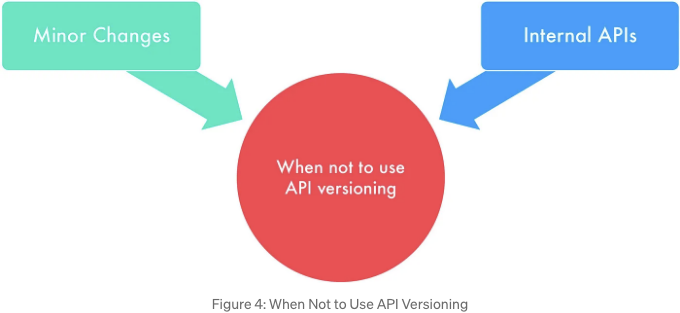 Minor Changes
Internal APIs
When not to use
API versioning
Figure 4: When Not to Use API Versioning